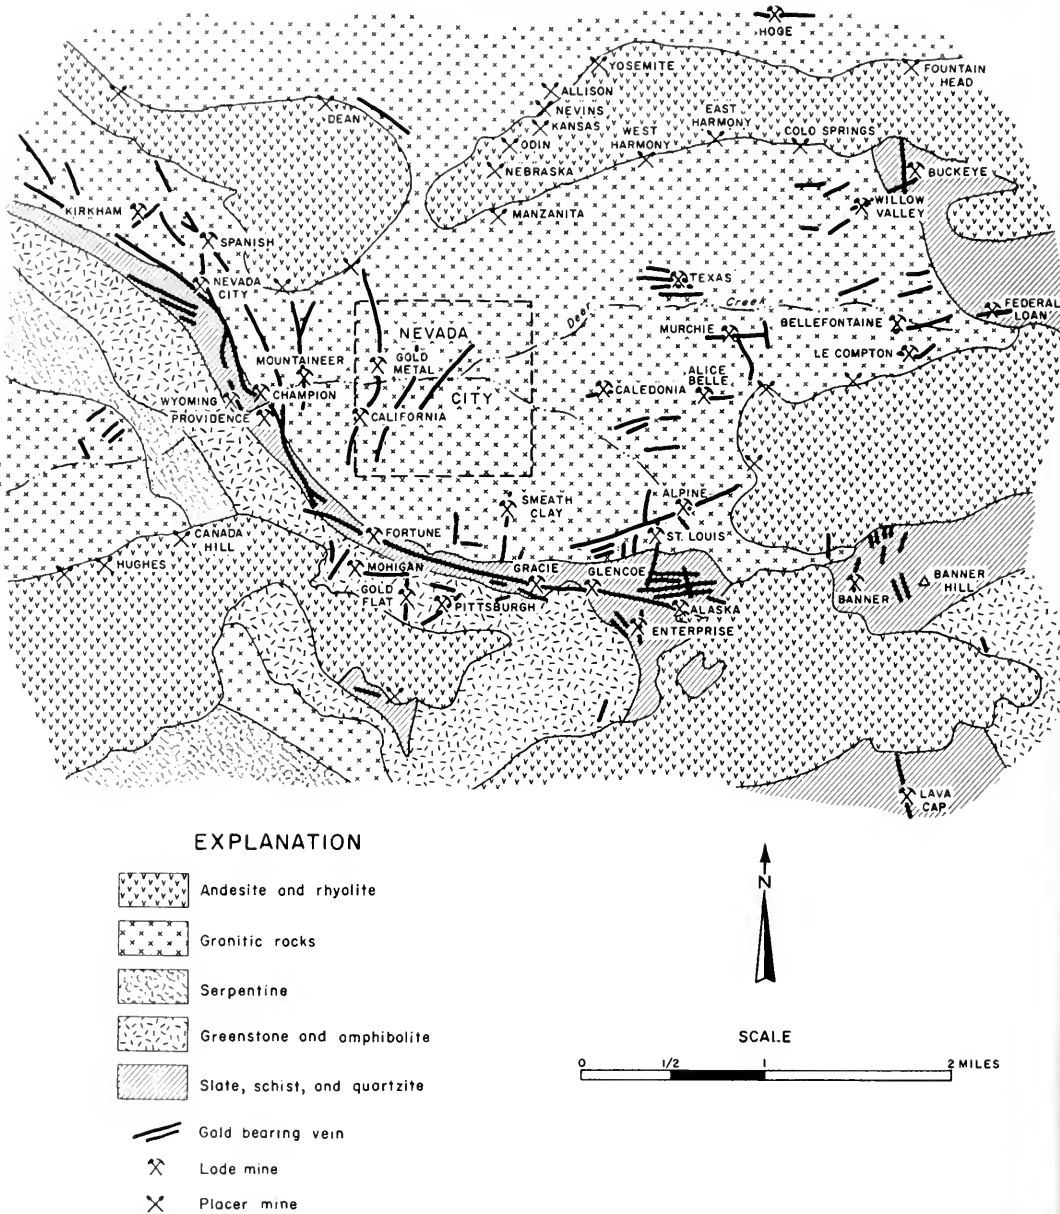 HOGE
YOSEMITE
FOUNTAIN
HEAD
ALLISON
DEAN
NEVINS
KANSAS
EAST
HARMONY
WEST
HARMONY
COLD SPRINGS
ODIN
NEBRASKA
BUCKEYE
WILLOW
VALLEY
KIRKHAM
MANZANITA
SPANISH
NEVADA
CITY
TEXAS
Deer
Creek
FEDERAL
LOAN
NEVADA
CITY
MURCHIE
BELLEFONTAINE
MOUNTAINEER
GOLD
METAL
LE COMPTON
ALICE
BELLE
CALEDONIA
CHAMPION
WYOMING
PROVIDENCE
CALIFORNIA
SMEATH
CLAY
ALPINE
CANADA
HILL
FORTUNE
ST. LOUIS
HUGHES
MOHIGAN
GRACIE
GLENCOE
BANNER
HILL
GOLD
FLAT
PITTSBURGH
ALASKA
BANNER
ENTERPRISE
LAVA
CAP
EXPLANATION
Andesite and rhyolite
Granitic rocks
Serpentine
Greenstone and amphibolite
Slate, schist, and quartzite
Gold bearing vein
Lode mine
Placer mine
N
SCALE
0 1/2 1 2 MILES